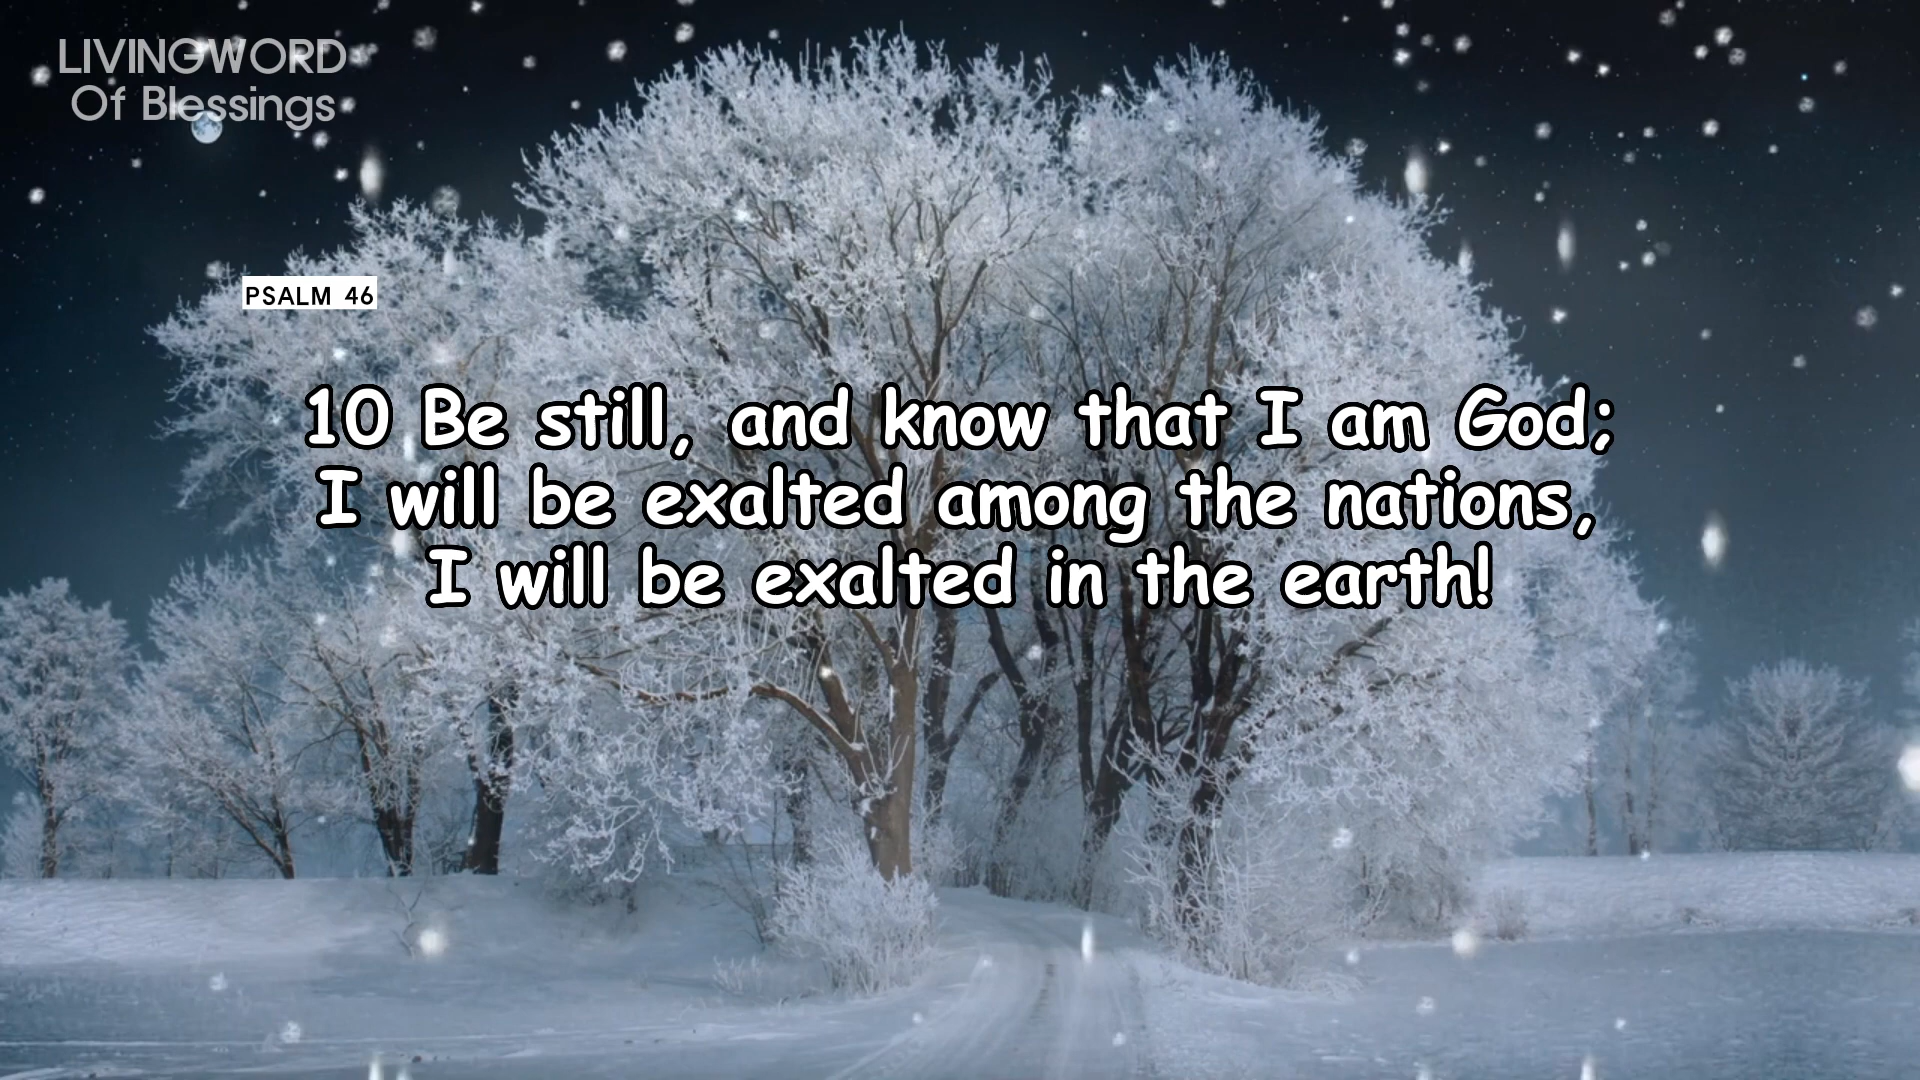 LIVINGWORD
Of Blessings
PSALM 46
10 Be still, and know that I am God;
I will be exalted among the nations,
I will be exalted in the earth!